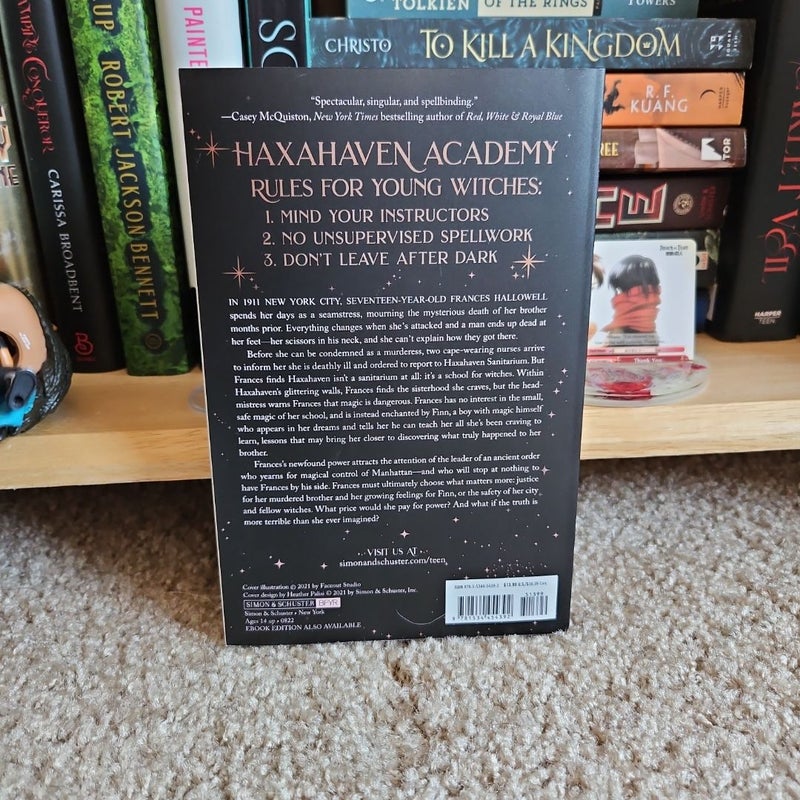 TOLKIEN
OF THE RINGS
TOWERS
CHRISTO TO KILL A KINGDOM
R. F. KUANG
TOR
HARPER TEEN
CONQUEROR
CARISSA BROADBENT
ROBERT JACKSON BENNETT
PAINTE
Thank You
"Spectacular, singular, and spellbinding."
—Casey McQuiston, New York Times bestselling author of Red, White & Royal Blue
HAXAHAVEN ACADEMY
RULES FOR YOUNG WITCHES:
1. MIND YOUR INSTRUCTORS
2. NO UNSUPERVISED SPELLWORK
3. DON'T LEAVE AFTER DARK
IN 1911 NEW YORK CITY, SEVENTEEN-YEAR-OLD FRANCES HALLOWELL
spends her days as a seamstress, mourning the mysterious death of her brother
months prior. Everything changes when she's attacked and a man ends up dead at
her feet—her scissors in his neck, and she can't explain how they got there.
Before she can be condemned as a murderess, two cape-wearing nurses arrive
to inform her she is deathly ill and ordered to report to Haxahaven Sanitarium. But
Frances finds Haxahaven isn't a sanitarium at all: it's a school for witches. Within
Haxahaven's glittering walls, Frances finds the sisterhood she craves, but the head-
mistress warns Frances that magic is dangerous. Frances has no interest in the small,
safe magic of her school, and is instead enchanted by Finn, a boy with magic himself
who appears in her dreams and tells her he can teach her all she's been craving to
learn, lessons that may bring her closer to discovering what truly happened to her
brother.
Frances's newfound power attracts the attention of the leader of an ancient order
who yearns for magical control of Manhattan—and who will stop at nothing to
have Frances by his side. Frances must ultimately choose what matters more: justice
for her murdered brother and her growing feelings for Finn, or the safety of her city
and fellow witches. What price would she pay for power? And what if the truth is
more terrible than she ever imagined?
VISIT US AT
simonandschuster.com/teen
Cover illustration © 2021 by Faceout Studio
Cover design by Heather Palisi © 2021 by Simon & Schuster, Inc.
SIMON & SCHUSTER BFYR
Simon & Schuster • New York
Ages 14 up • 0822
EBOOK EDITION ALSO AVAILABLE
51399
9 781534 454392